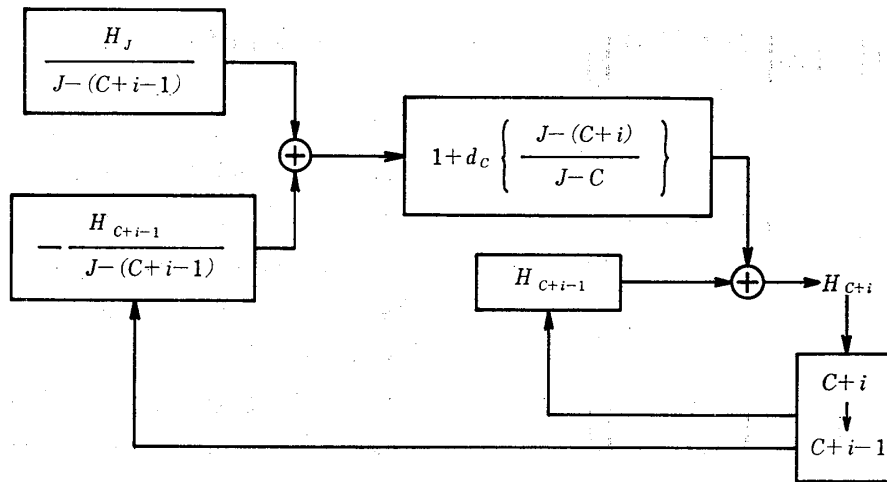 H_J
J−(C+i−1)
1+d_C { J−(C+i) / J−C }
− H_{C+i−1}
J−(C+i−1)
H_{C+i−1}
H_{C+i}
C+i
C+i−1